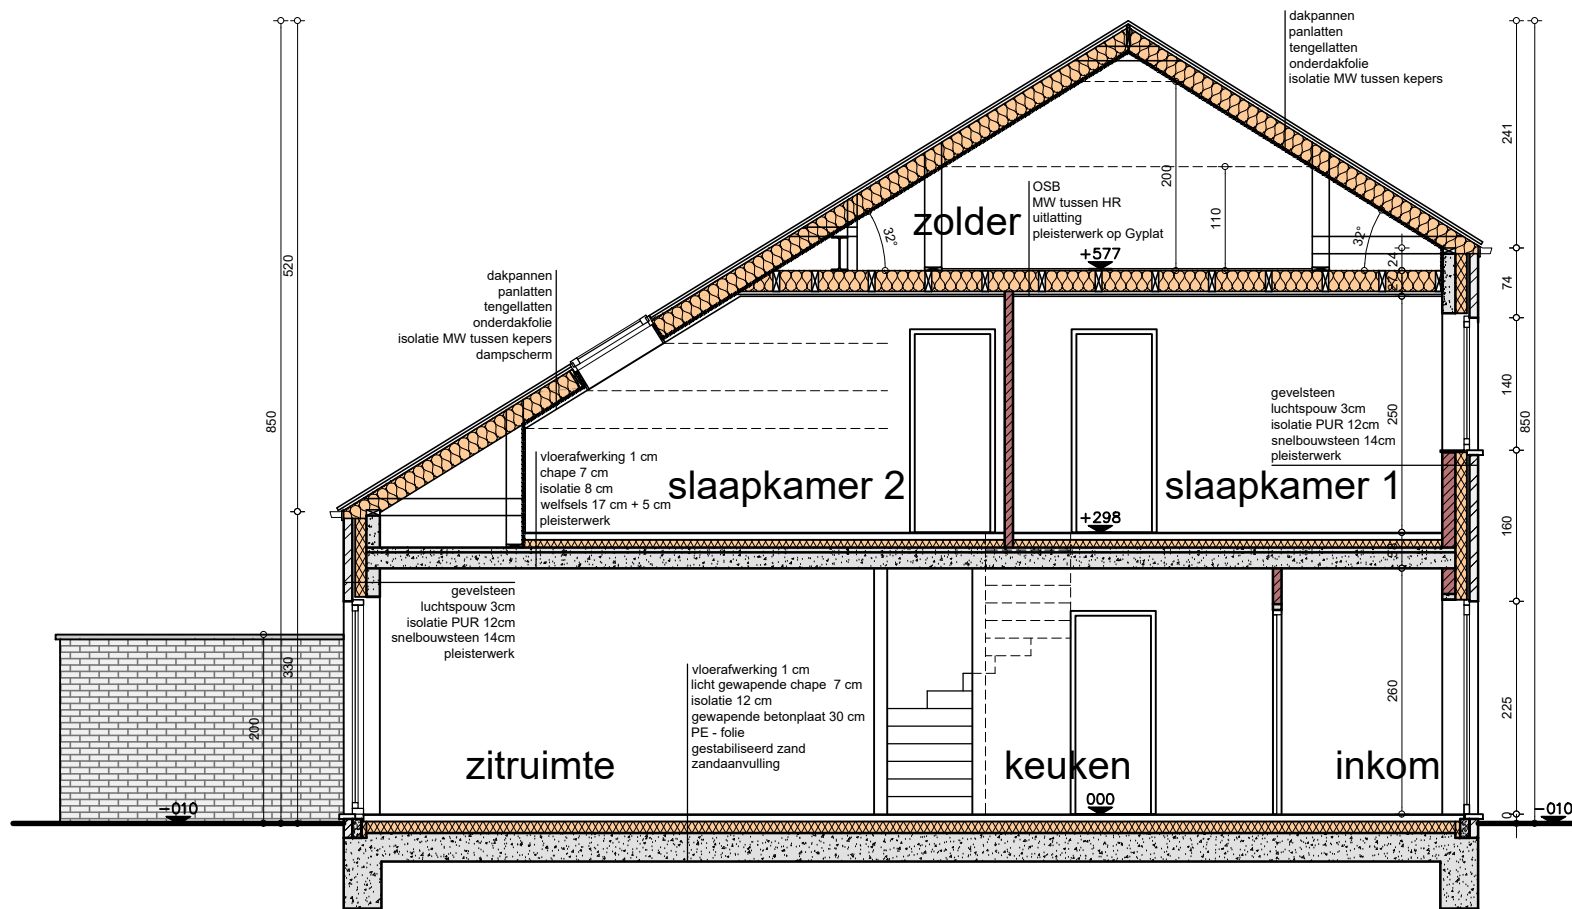 dakpannen
panlatten
tengellatten
onderdakfolie
isolatie MW tussen kepers
241
200
110
OSB
MW tussen HR
uitlatting
pleisterwerk op Gyplat
zolder
32°
32°
+577
24
27
74
520
dakpannen
panlatten
tengellatten
onderdakfolie
isolatie MW tussen kepers
dampscherm
850
140
850
250
gevelsteen
luchtspouw 3cm
isolatie PUR 12cm
snelbouwsteen 14cm
pleisterwerk
vloerafwerking 1 cm
chape 7 cm
isolatie 8 cm
welfsels 17 cm + 5 cm
pleisterwerk
slaapkamer 2
slaapkamer 1
+298
160
gevelsteen
luchtspouw 3cm
isolatie PUR 12cm
snelbouwsteen 14cm
pleisterwerk
330
200
vloerafwerking 1 cm
licht gewapende chape 7 cm
isolatie 12 cm
gewapende betonplaat 30 cm
PE - folie
gestabiliseerd zand
zandaanvulling
260
225
zitruimte
keuken
inkom
-010
000
-010